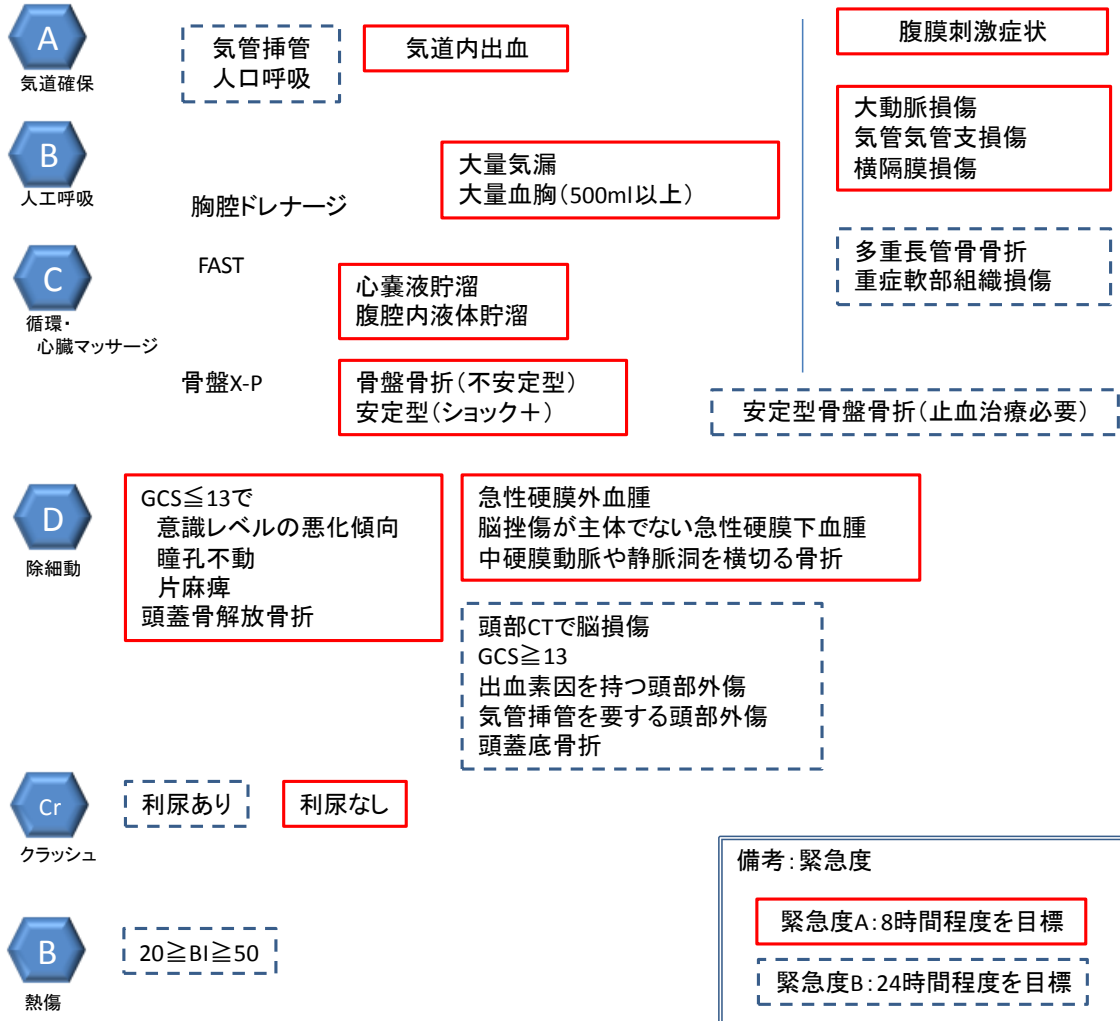 A
気道確保
気管挿管
人口呼吸
気道内出血
腹膜刺激症状
B
人工呼吸
胸腔ドレナージ
大量気漏
大量血胸(500ml以上)
大動脈損傷
気管気管支損傷
横隔膜損傷
C
循環・
心臓マッサージ
FAST
心嚢液貯溜
腹腔内液体貯溜
多重長管骨骨折
重症軟部組織損傷
骨盤X-P
骨盤骨折(不安定型)
安定型(ショック+)
安定型骨盤骨折(止血治療必要)
D
除細動
GCS≦13で
意識レベルの悪化傾向
瞳孔不動
片麻痺
頭蓋骨解放骨折
急性硬膜外血腫
脳挫傷が主体でない急性硬膜下血腫
中硬膜動脈や静脈洞を横切る骨折
頭部CTで脳損傷
GCS≧13
出血素因を持つ頭部外傷
気管挿管を要する頭部外傷
頭蓋底骨折
Cr
クラッシュ
利尿あり
利尿なし
B
熱傷
20≧BI≧50
備考:緊急度
緊急度A:8時間程度を目標
緊急度B:24時間程度を目標